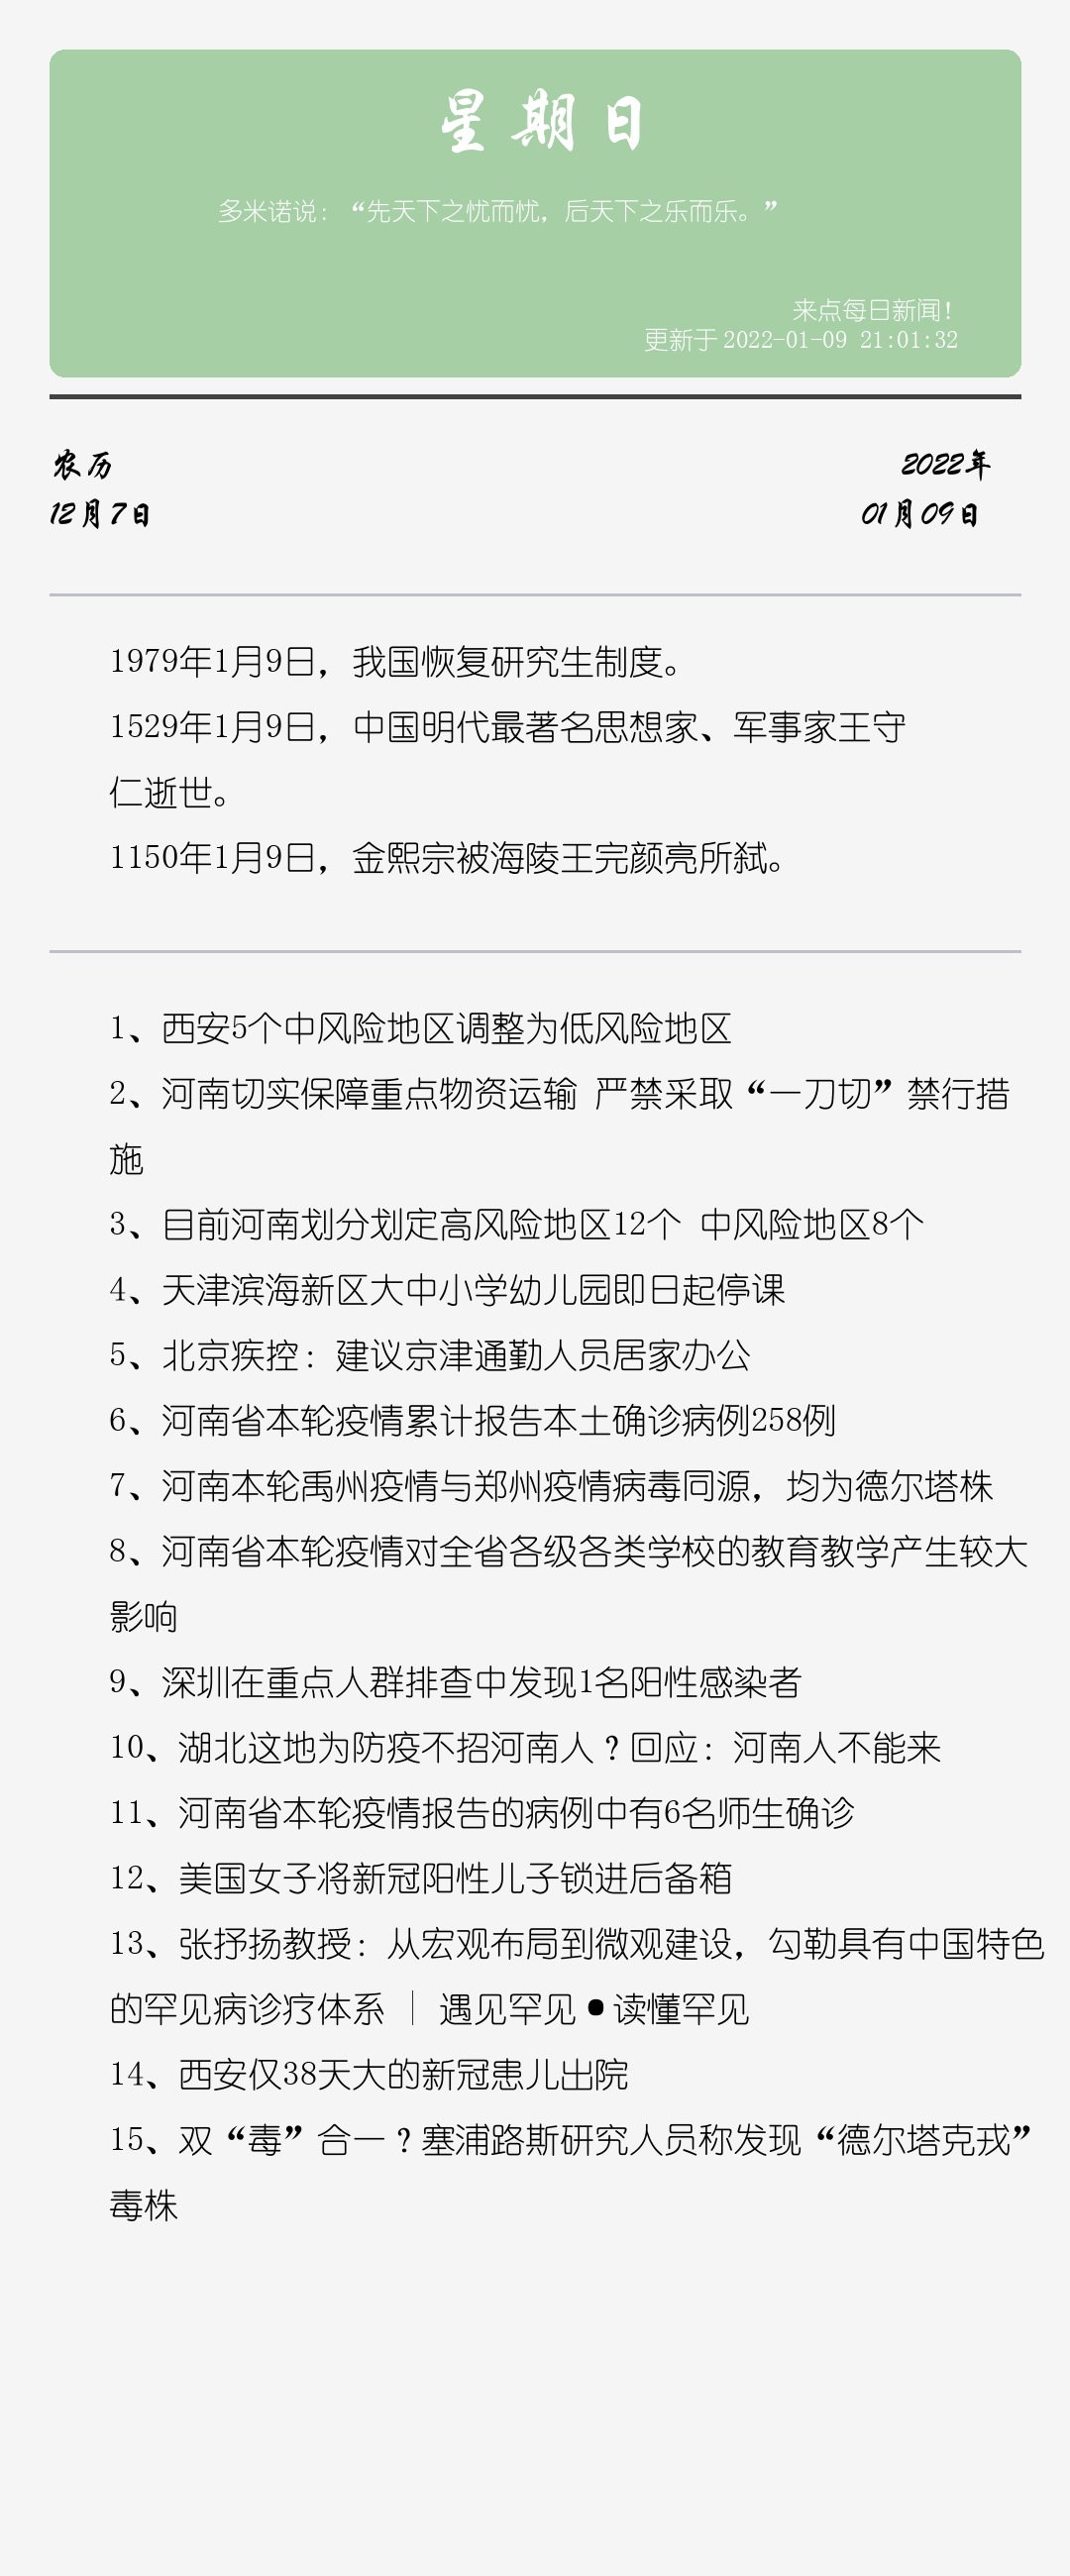 星期日
多米诺说：“先天下之忧而忧，后天下之乐而乐。”
来点每日新闻！
更新于 2022-01-09 21:01:32
农历
2022年
12月7日
01月09日
1979年1月9日，我国恢复研究生制度。
1529年1月9日，中国明代最著名思想家、军事家王守
仁逝世。
1150年1月9日，金熙宗被海陵王完颜亮所弑。
1、西安5个中风险地区调整为低风险地区
2、河南切实保障重点物资运输 严禁采取“一刀切”禁行措
施
3、目前河南划分划定高风险地区12个 中风险地区8个
4、天津滨海新区大中小学幼儿园即日起停课
5、北京疾控：建议京津通勤人员居家办公
6、河南省本轮疫情累计报告本土确诊病例258例
7、河南本轮禹州疫情与郑州疫情病毒同源，均为德尔塔株
8、河南省本轮疫情对全省各级各类学校的教育教学产生较大
影响
9、深圳在重点人群排查中发现1名阳性感染者
10、湖北这地为防疫不招河南人？回应：河南人不能来
11、河南省本轮疫情报告的病例中有6名师生确诊
12、美国女子将新冠阳性儿子锁进后备箱
13、张抒扬教授：从宏观布局到微观建设，勾勒具有中国特色
的罕见病诊疗体系 ｜ 遇见罕见●读懂罕见
14、西安仅38天大的新冠患儿出院
15、双“毒”合一？塞浦路斯研究人员称发现“德尔塔克戎”
毒株